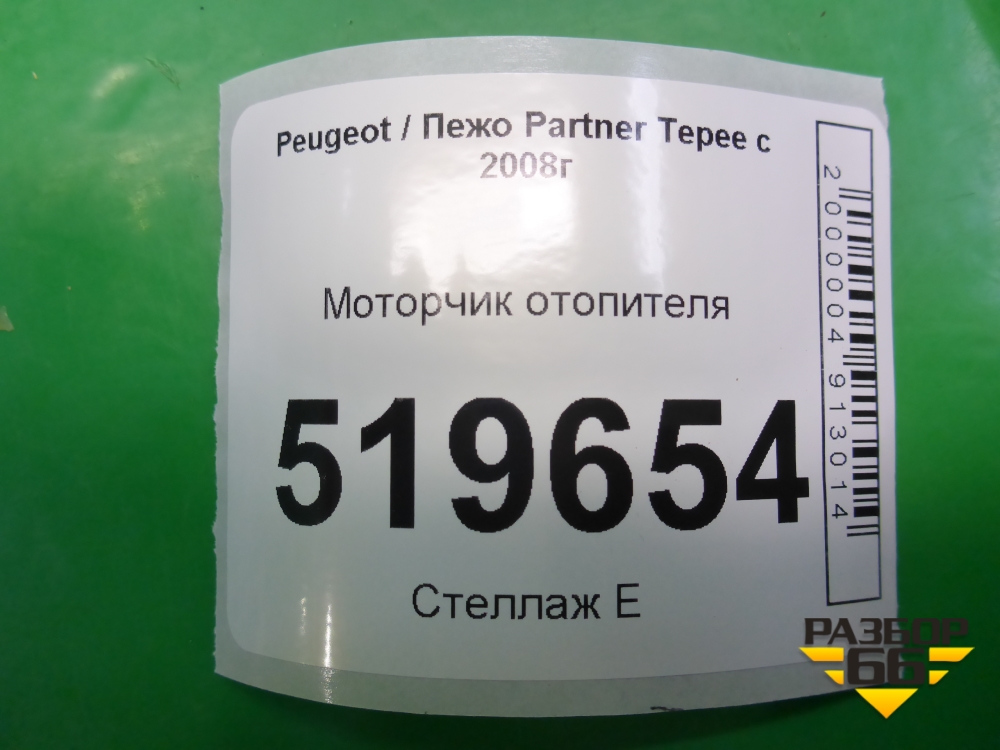 Peugeot / Пежо Partner Tepee с
2008г
Моторчик отопителя
519654
Стеллаж Е
2000004913014
РАЗБОР
66